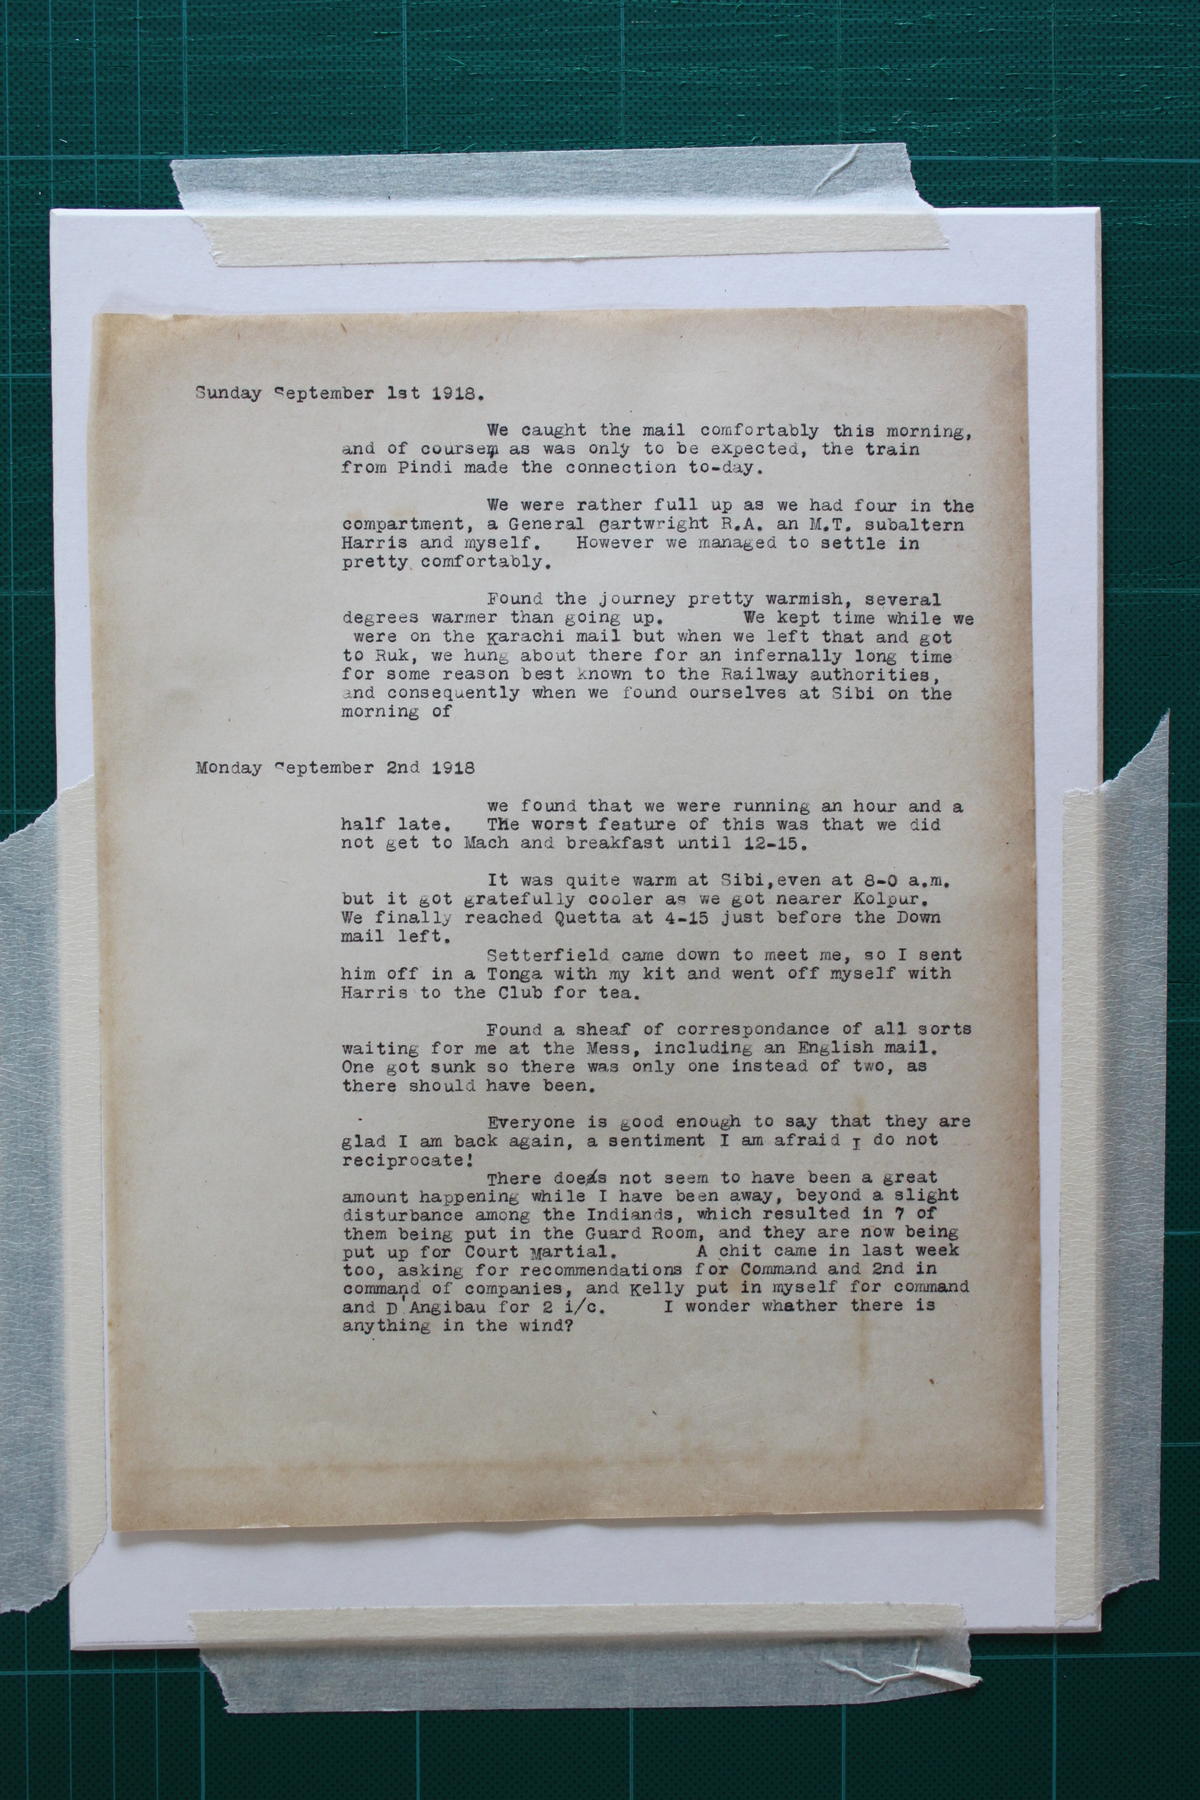 Sunday September 1st 1918.
We caught the mail comfortably this morning,
and of coursem as was only to be expected, the train
from Pindi made the connection to-day.
We were rather full up as we had four in the
compartment, a General Cartwright R.A. an M.T. subaltern
Harris and myself. However we managed to settle in
pretty comfortably.
Found the journey pretty warmish, several
degrees warmer than going up. We kept time while we
were on the Karachi mail but when we left that and got
to Ruk, we hung about there for an infernally long time
for some reason best known to the Railway authorities,
and consequently when we found ourselves at Sibi on the
morning of
Monday September 2nd 1918
we found that we were running an hour and a
half late. The worst feature of this was that we did
not get to Mach and breakfast until 12-15.
It was quite warm at Sibi,even at 8-0 a.m.
but it got gratefully cooler as we got nearer Kolpur.
We finally reached Quetta at 4-15 just before the Down
mail left.
Setterfield came down to meet me, so I sent
him off in a Tonga with my kit and went off myself with
Harris to the Club for tea.
Found a sheaf of correspondance of all sorts
waiting for me at the Mess, including an English mail.
One got sunk so there was only one instead of two, as
there should have been.
Everyone is good enough to say that they are
glad I am back again, a sentiment I am afraid I do not
reciprocate!
There does not seem to have been a great
amount happening while I have been away, beyond a slight
disturbance among the Indiands, which resulted in 7 of
them being put in the Guard Room, and they are now being
put up for Court Martial. A chit came in last week
too, asking for recommendations for Command and 2nd in
command of companies, and Kelly put in myself for command
and D'Angibau for 2 i/c. I wonder whather there is
anything in the wind?